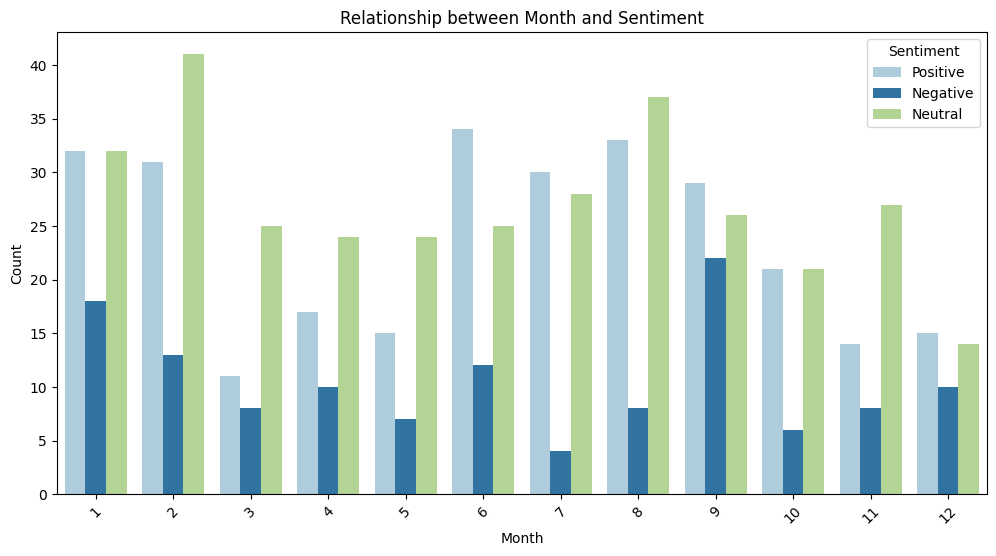 Relationship between Month and Sentiment
Sentiment
Positive
Negative
Neutral
Count
40
35
30
25
20
15
10
5
0
1 2 3 4 5 6 7 8 9 10 11 12
Month